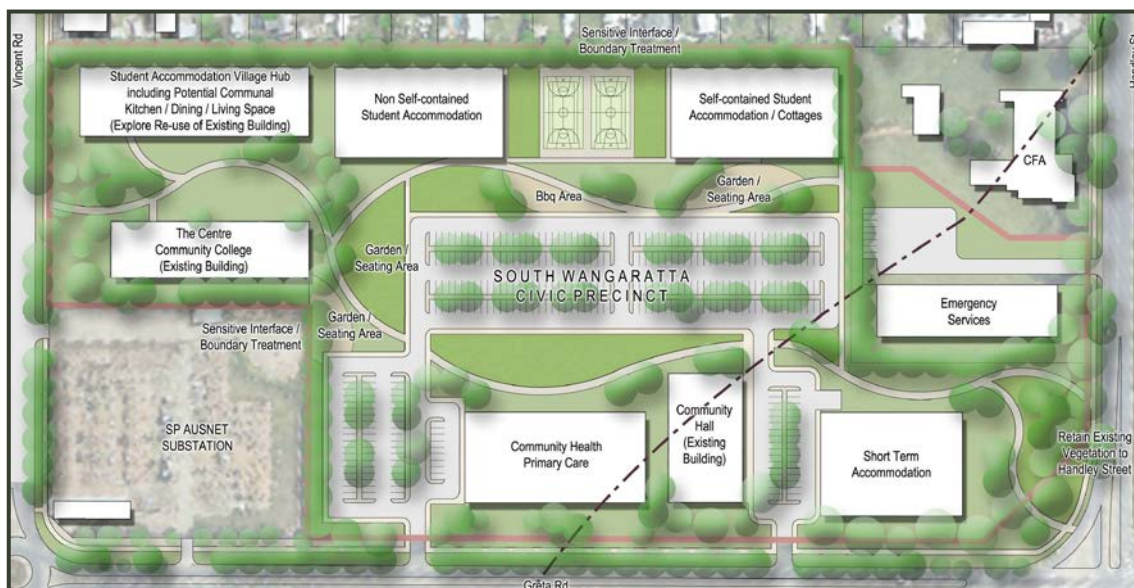 Sensitive Interface /
Boundary Treatment
Vincent Rd
Handley St
Student Accommodation Village Hub
including Potential Communal
Kitchen / Dining / Living Space
(Explore Re-use of Existing Building)
Non Self-contained
Student Accommodation
Self-contained Student
Accommodation / Cottages
CFA
Bbq Area
Garden /
Seating Area
The Centre
Community College
(Existing Building)
Garden /
Seating Area
SOUTH WANGARATTA
CIVIC PRECINCT
Emergency
Services
Sensitive Interface /
Boundary Treatment
Garden /
Seating Area
SP AUSNET
SUBSTATION
Community Health
Primary Care
Community
Hall
(Existing
Building)
Short Term
Accommodation
Retain Existing
Vegetation to
Handley Street
Greta Rd